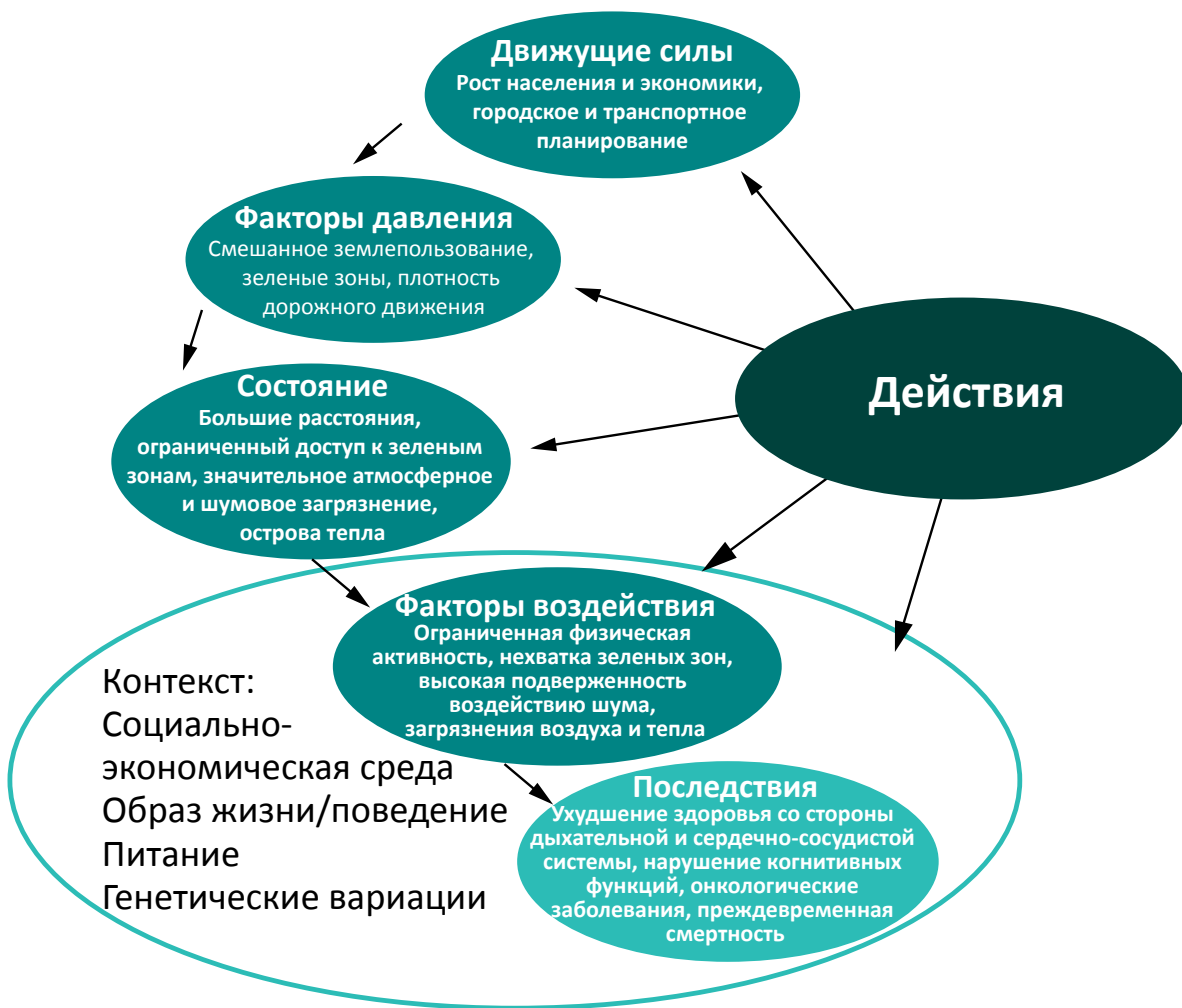 Движущие силы
Рост населения и экономики,
городское и транспортное
планирование
Факторы давления
Смешанное землепользование,
зеленые зоны, плотность
дорожного движения
Действия
Состояние
Большие расстояния,
ограниченный доступ к зеленым
зонам, значительное атмосферное
и шумовое загрязнение,
острова тепла
Факторы воздействия
Ограниченная физическая
активность, нехватка зеленых зон,
высокая подверженность
воздействию шума,
загрязнения воздуха и тепла
Контекст:
Социально-
экономическая среда
Образ жизни/поведение
Питание
Генетические вариации
Последствия
Ухудшение здоровья со стороны
дыхательной и сердечно-сосудистой
системы, нарушение когнитивных
функций, онкологические
заболевания, преждевременная
смертность